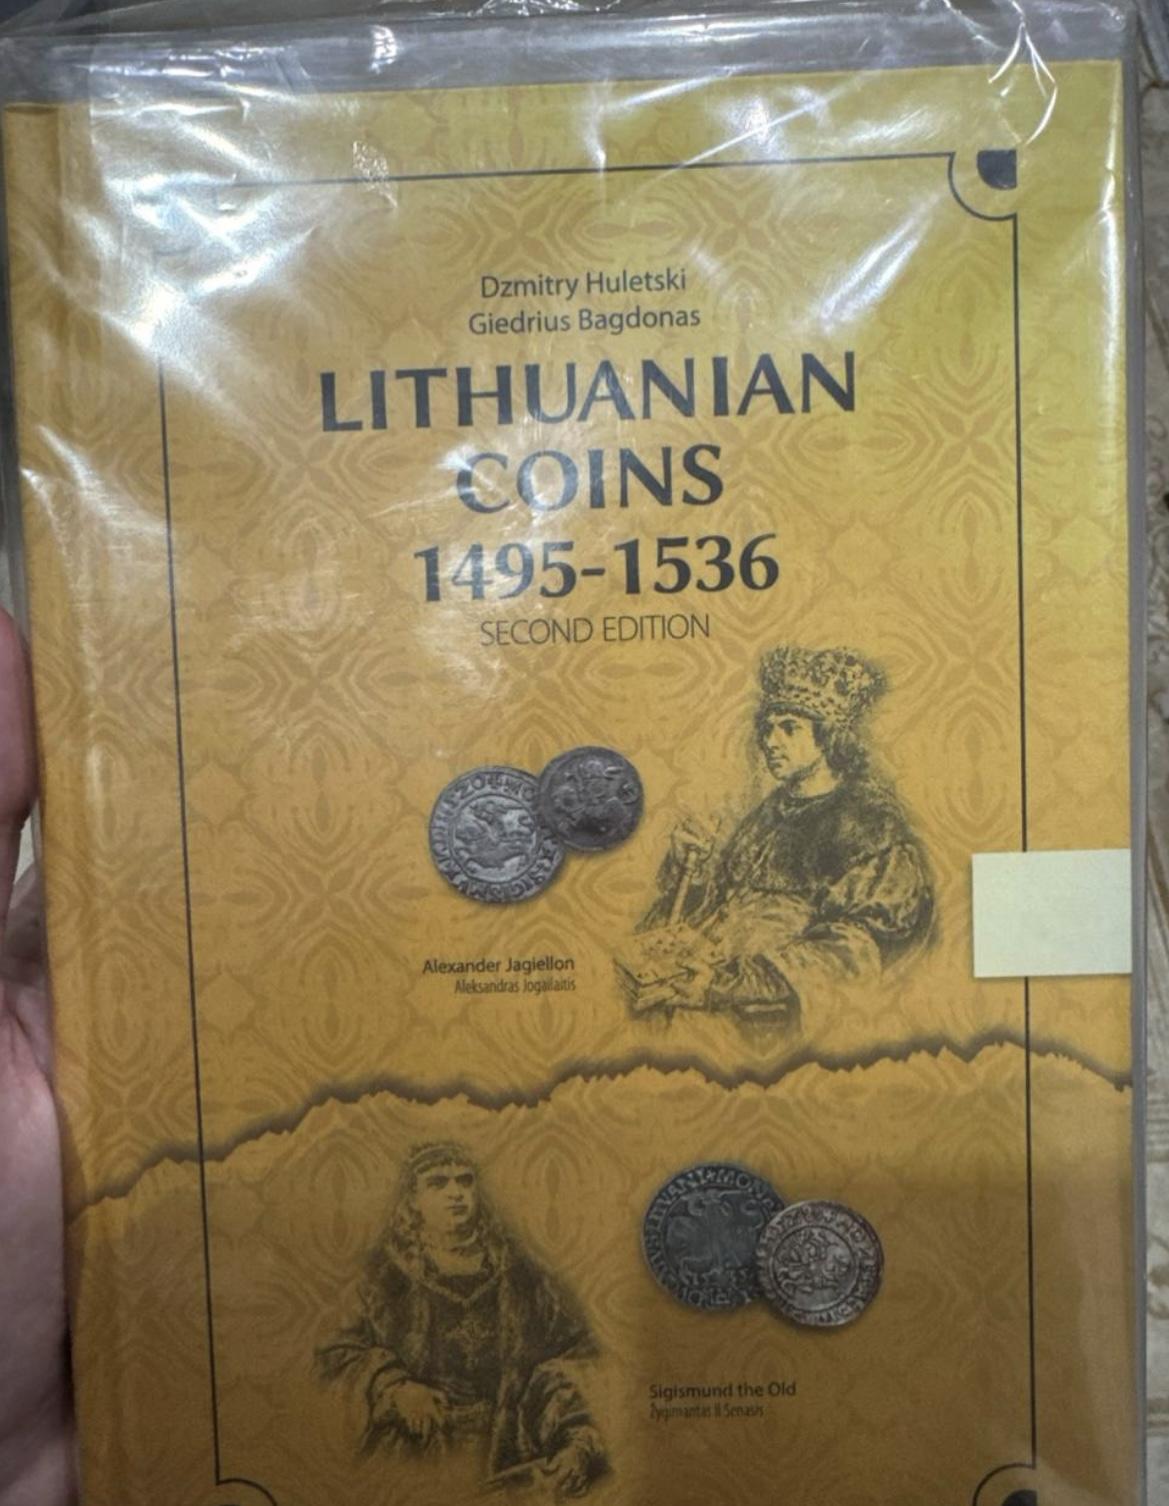 Dzmitry Huletski
Giedrius Bagdonas
LITHUANIAN
COINS
1495-1536
SECOND EDITION
Alexander Jagiellon
Aleksandras Jogailaitis
Sigismund the Old
Žygimantas II Senasis